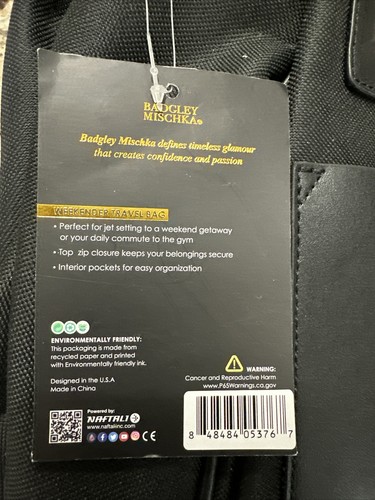 BADGLEY
MISCHKA®
Badgley Mischka defines timeless glamour
that creates confidence and passion
WEEKENDER TRAVEL BAG
• Perfect for jet setting to a weekend getaway
or your daily commute to the gym
• Top zip closure keeps your belongings secure
• Interior pockets for easy organization
ENVIRONMENTALLY FRIENDLY:
This packaging is made from
recycled paper and printed
with Environmentally friendly ink.
Designed in the U.S.A
Made in China
WARNING:
Cancer and Reproductive Harm
www.P65Warnings.ca.gov
Powered by:
NAFTALI
www.naftaliinc.com
CE
8 48484 05376 7